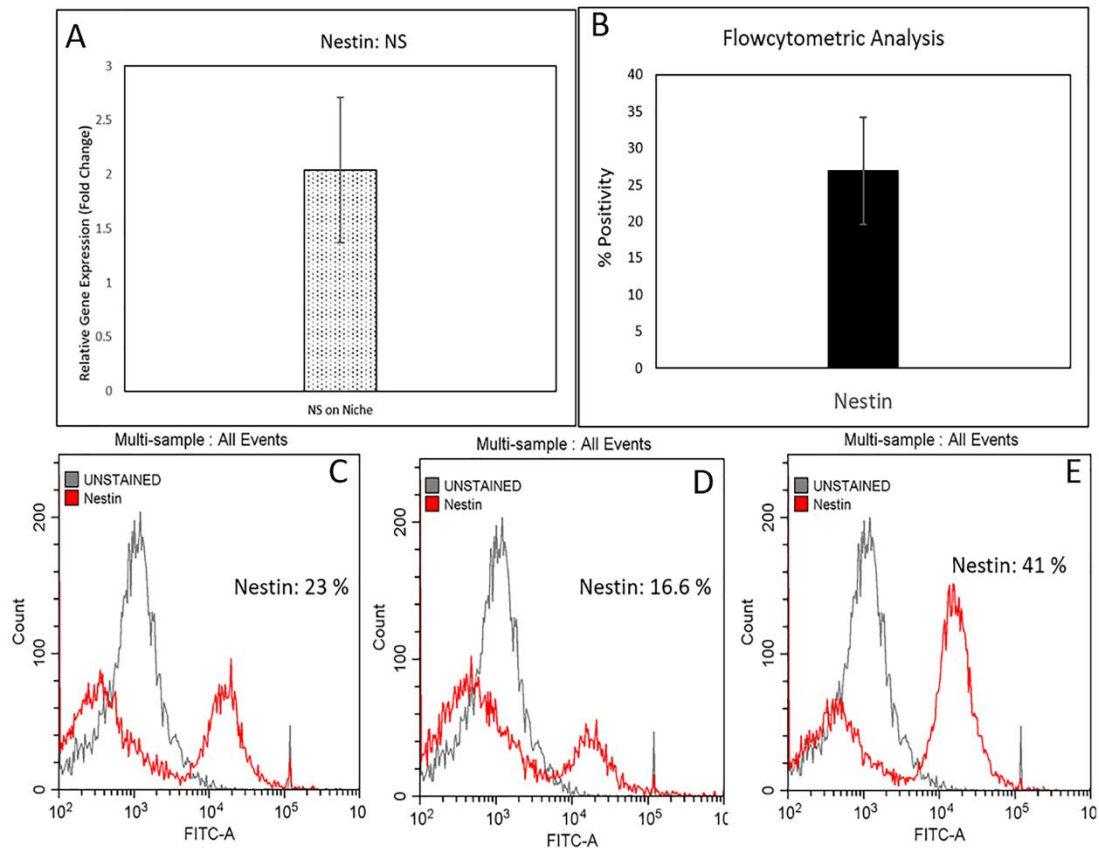 A
Nestin: NS
Relative Gene Expression (Fold Change)
3
2.5
2
1.5
1
0.5
0
NS on Niche
B
Flowcytometric Analysis
% Positivity
40
35
30
25
20
15
10
5
0
Nestin
Multi-sample : All Events
C
UNSTAINED
Nestin
Nestin: 23 %
Count
200
100
0
10² 10³ 10⁴ 10⁵ 10
FITC-A
Multi-sample : All Events
D
UNSTAINED
Nestin
Nestin: 16.6 %
Count
200
100
0
10² 10³ 10⁴ 10⁵ 10
FITC-A
Multi-sample : All Events
E
UNSTAINED
Nestin
Nestin: 41 %
Count
200
100
0
10² 10³ 10⁴ 10⁵ 10
FITC-A